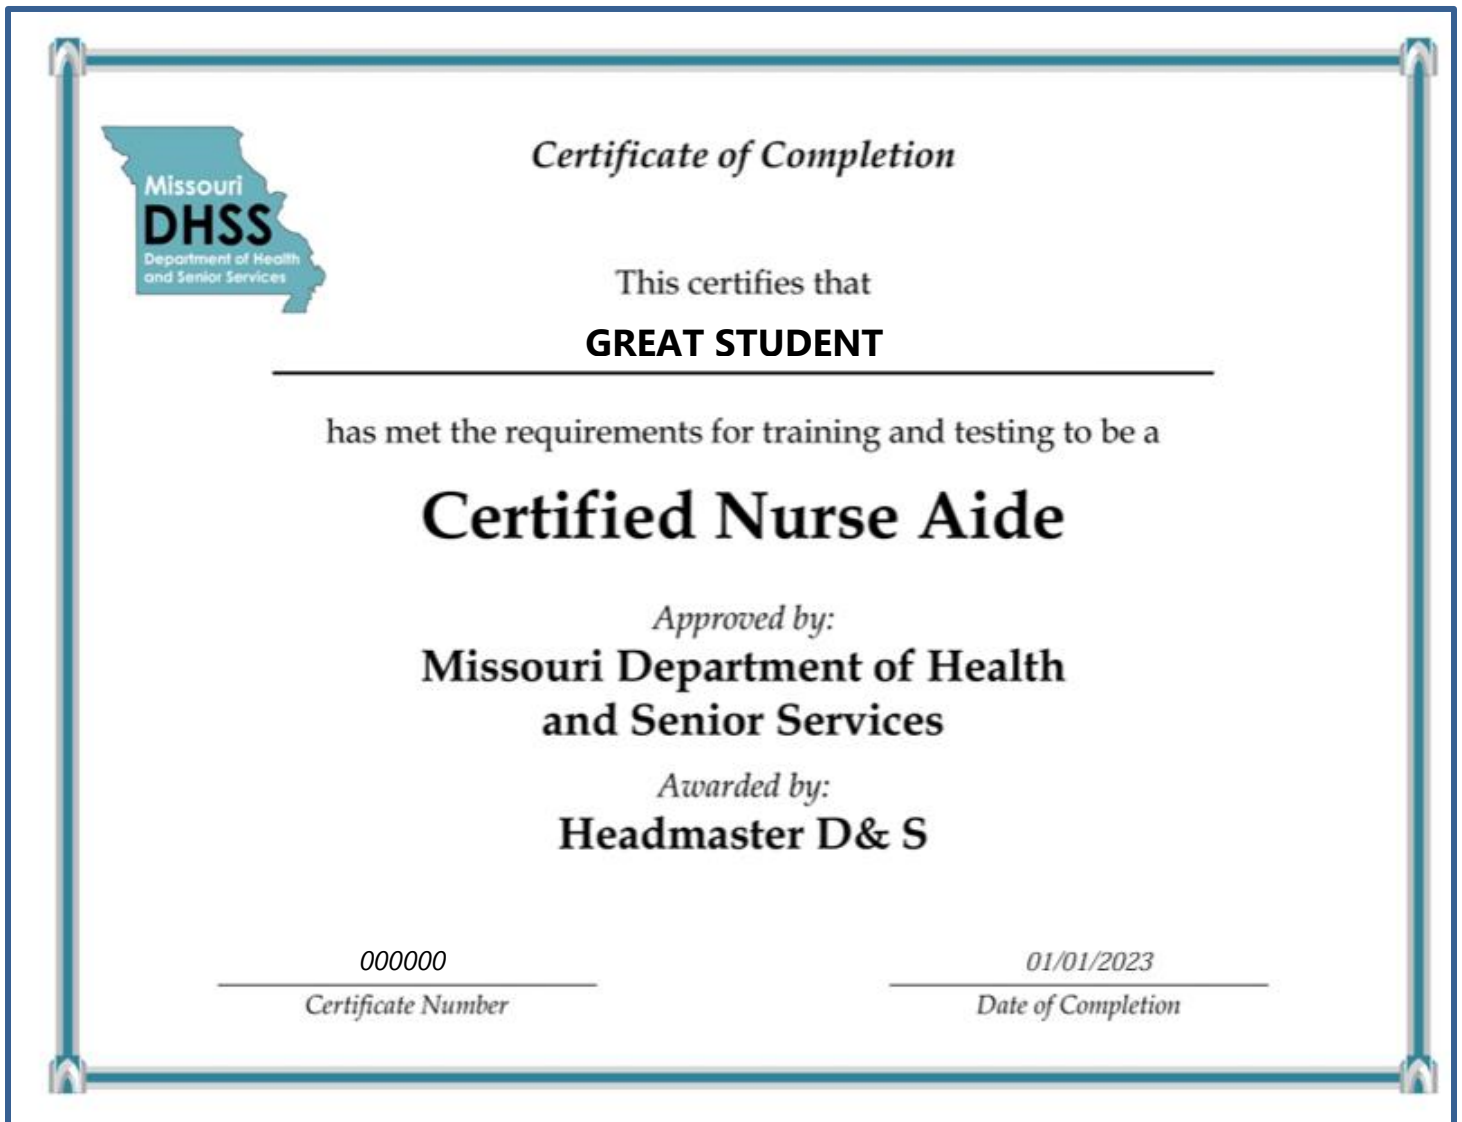 Certificate of Completion
Missouri
DHSS
Department of Health
and Senior Services
This certifies that
GREAT STUDENT
has met the requirements for training and testing to be a
Certified Nurse Aide
Approved by:
Missouri Department of Health
and Senior Services
Awarded by:
Headmaster D& S
000000
Certificate Number
01/01/2023
Date of Completion